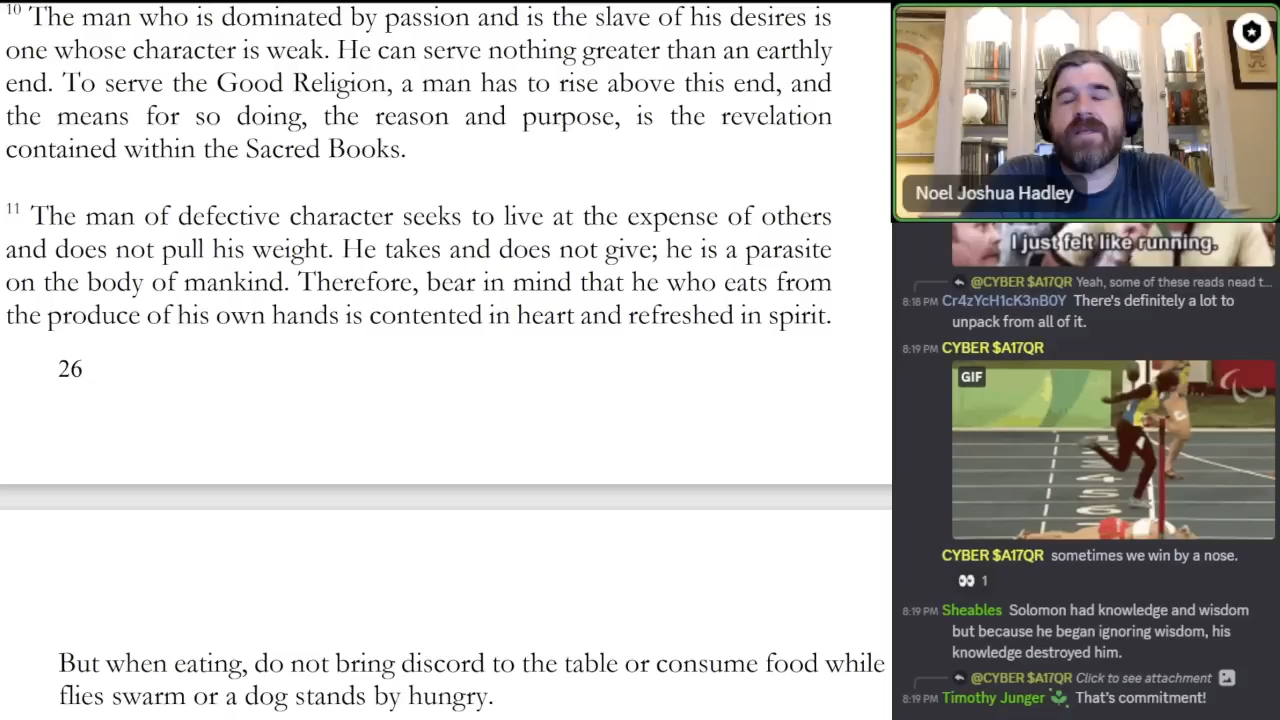 10 The man who is dominated by passion and is the slave of his desires is
one whose character is weak. He can serve nothing greater than an earthly
end. To serve the Good Religion, a man has to rise above this end, and
the means for so doing, the reason and purpose, is the revelation
contained within the Sacred Books.
11 The man of defective character seeks to live at the expense of others
and does not pull his weight. He takes and does not give; he is a parasite
on the body of mankind. Therefore, bear in mind that he who eats from
the produce of his own hands is contented in heart and refreshed in spirit.
26
But when eating, do not bring discord to the table or consume food while
flies swarm or a dog stands by hungry.
Noel Joshua Hadley
I just felt like running.
@CYBER $A17QR Yeah, some of these reads need t...
8:18 PM Cr4zYcH1cK3nB0Y There's definitely a lot to
unpack from all of it.
8:19 PM CYBER $A17QR
GIF
CYBER $A17QR sometimes we win by a nose.
1
8:19 PM Sheables Solomon had knowledge and wisdom
but because he began ignoring wisdom, his
knowledge destroyed him.
@CYBER $A17QR Click to see attachment
8:19 PM Timothy Junger That's commitment!